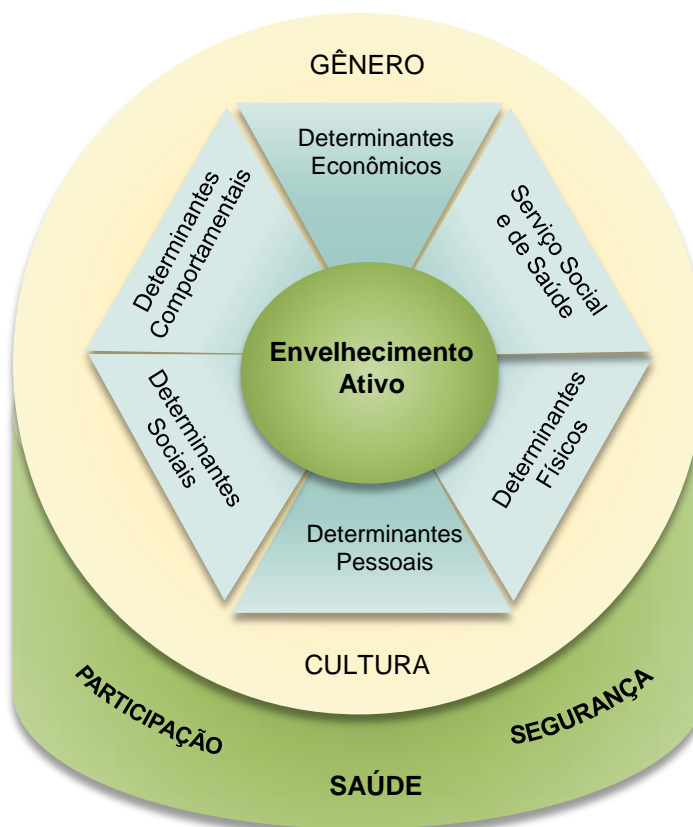 GÊNERO
Determinantes
Econômicos
Determinantes
Comportamentais
Serviço Social
e de Saúde
Envelhecimento
Ativo
Determinantes
Sociais
Determinantes
Físicos
Determinantes
Pessoais
CULTURA
PARTICIPAÇÃO
SEGURANÇA
SAÚDE